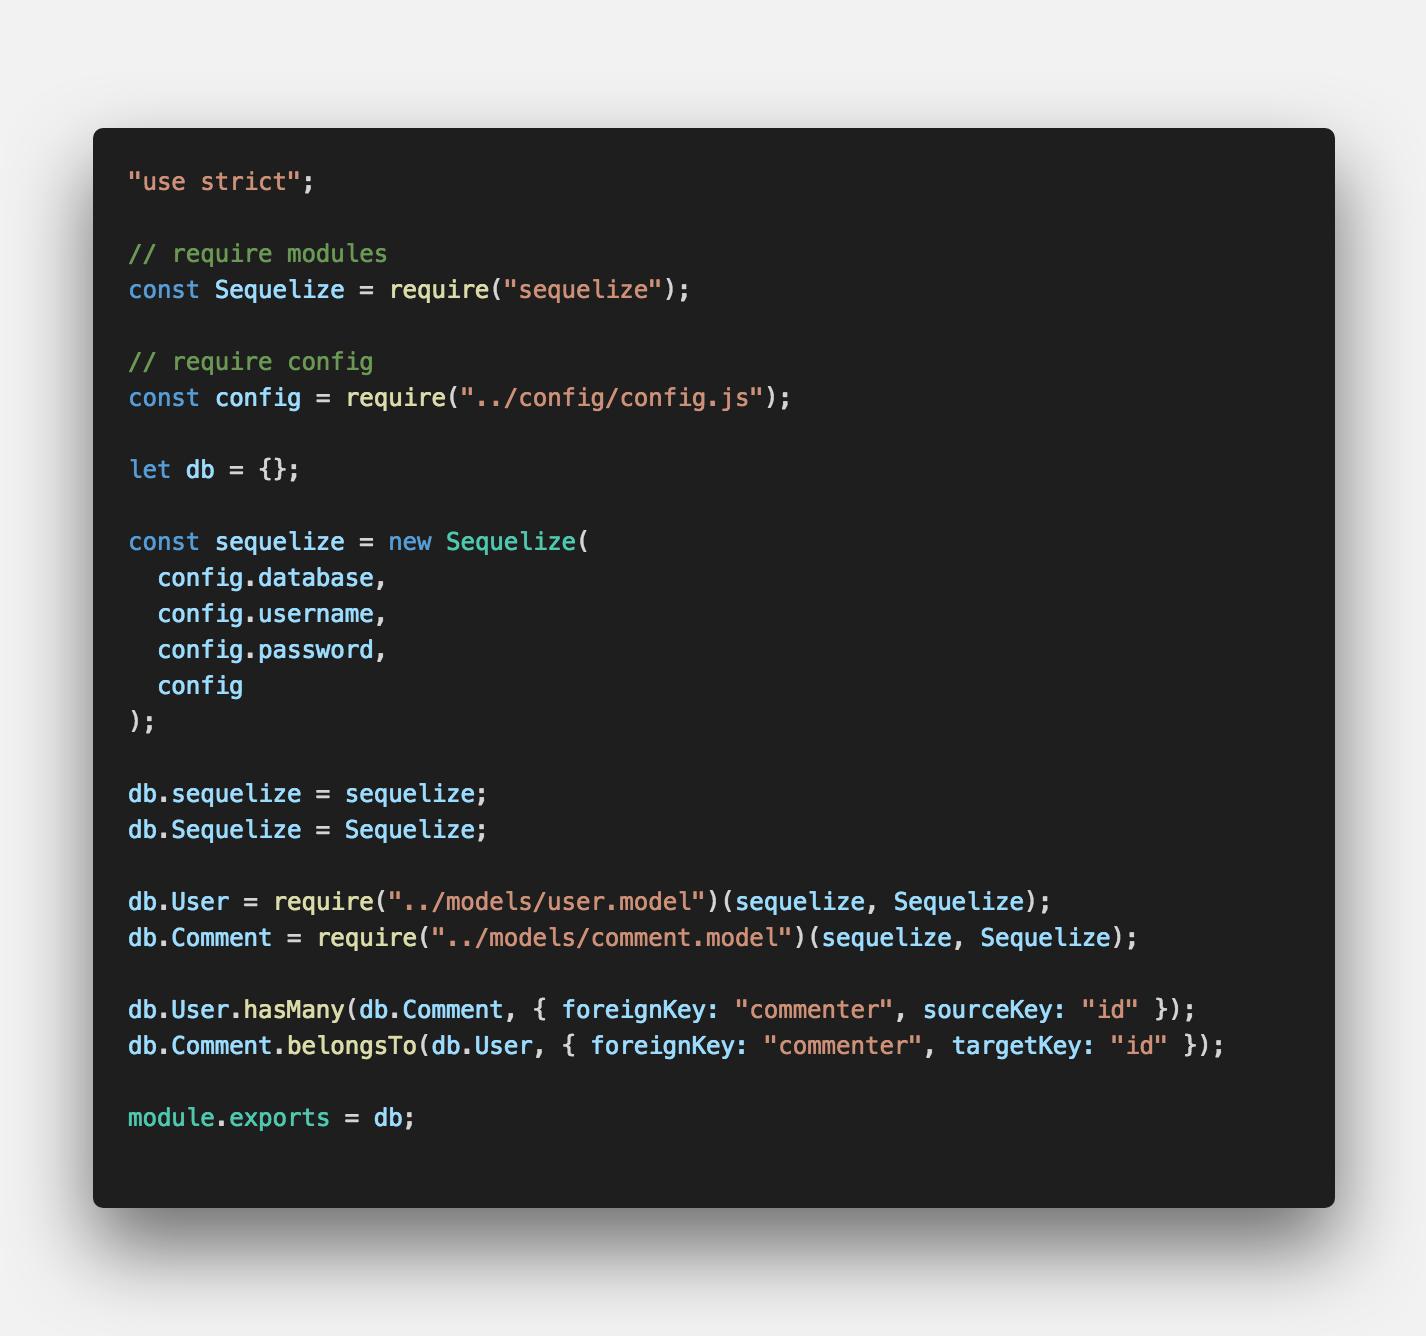 "use strict";

// require modules
const Sequelize = require("sequelize");

// require config
const config = require("../config/config.js");

let db = {};

const sequelize = new Sequelize(
  config.database,
  config.username,
  config.password,
  config
);

db.sequelize = sequelize;
db.Sequelize = Sequelize;

db.User = require("../models/user.model")(sequelize, Sequelize);
db.Comment = require("../models/comment.model")(sequelize, Sequelize);

db.User.hasMany(db.Comment, { foreignKey: "commenter", sourceKey: "id" });
db.Comment.belongsTo(db.User, { foreignKey: "commenter", targetKey: "id" });

module.exports = db;